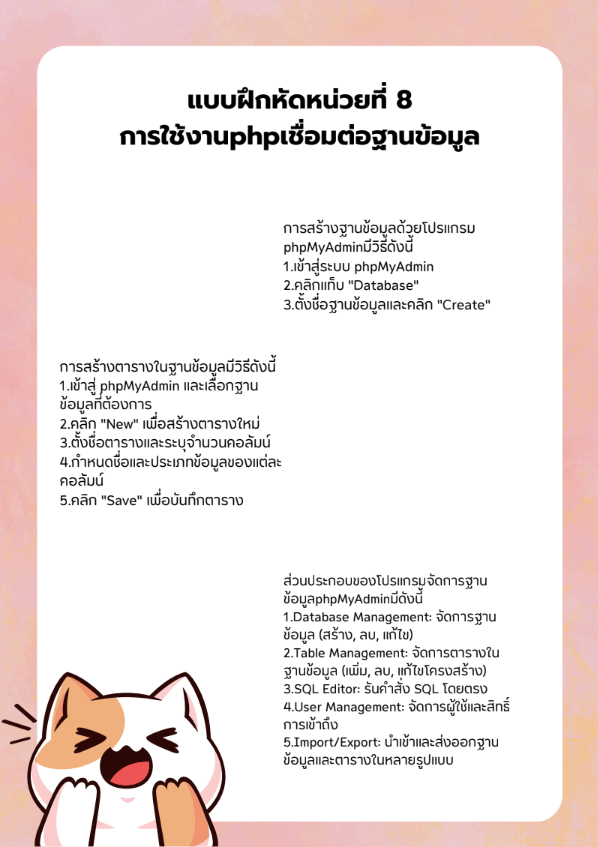 แบบฝึกหัดหน่วยที่ 8
การใช้งานphpเชื่อมต่อฐานข้อมูล
การสร้างฐานข้อมูลด้วยโปรแกรม
phpMyAdminมีวิธีดังนี้
1.เข้าสู่ระบบ phpMyAdmin
2.คลิกแท็บ "Database"
3.ตั้งชื่อฐานข้อมูลและคลิก "Create"
การสร้างตารางในฐานข้อมูลมีวิธีดังนี้
1.เข้าสู่ phpMyAdmin และเลือกฐาน
ข้อมูลที่ต้องการ
2.คลิก "New" เพื่อสร้างตารางใหม่
3.ตั้งชื่อตารางและระบุจำนวนคอลัมน์
4.กำหนดชื่อและประเภทข้อมูลของแต่ละ
คอลัมน์
5.คลิก "Save" เพื่อบันทึกตาราง
ส่วนประกอบของโปรแกรมจัดการฐาน
ข้อมูลphpMyAdminมีดังนี้
1.Database Management: จัดการฐาน
ข้อมูล (สร้าง, ลบ, แก้ไข)
2.Table Management: จัดการตารางใน
ฐานข้อมูล (เพิ่ม, ลบ, แก้ไขโครงสร้าง)
3.SQL Editor: รันคำสั่ง SQL โดยตรง
4.User Management: จัดการผู้ใช้และสิทธิ์
การเข้าถึง
5.Import/Export: นำเข้าและส่งออกฐาน
ข้อมูลและตารางในหลายรูปแบบ